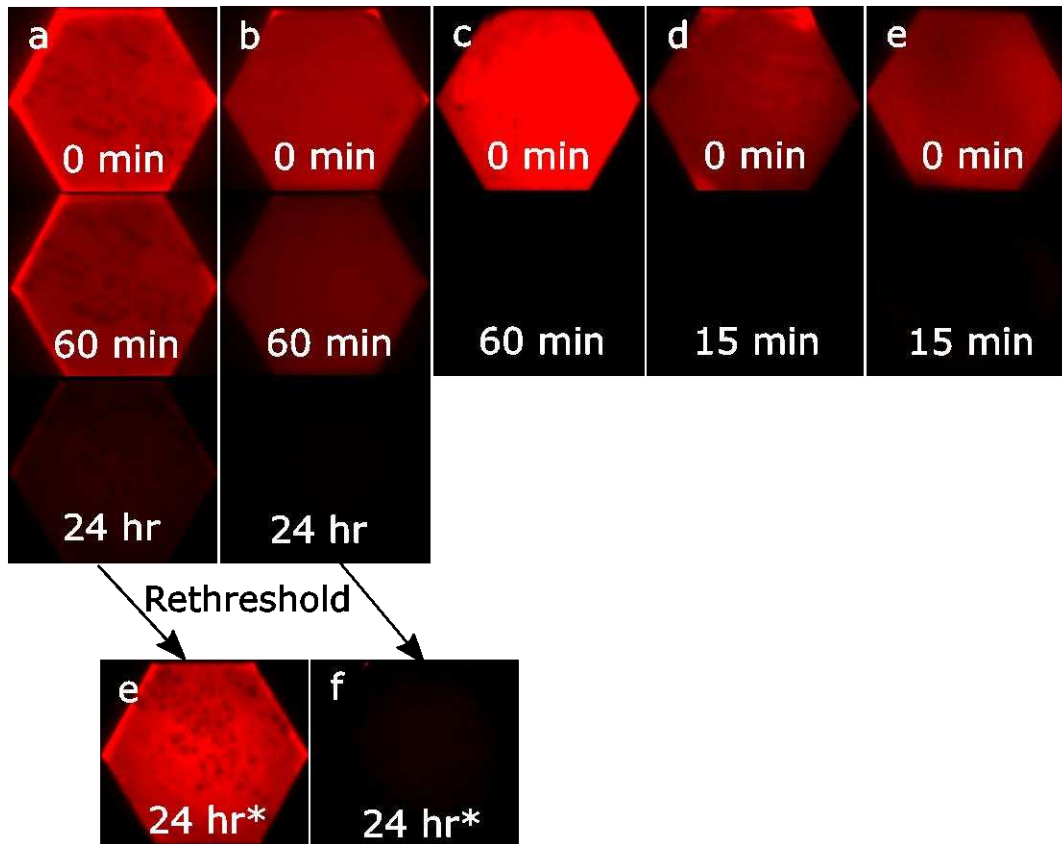 a b c d e
0 min 0 min 0 min 0 min 0 min
60 min 60 min 60 min 15 min 15 min
24 hr 24 hr
Rethreshold
e f
24 hr* 24 hr*